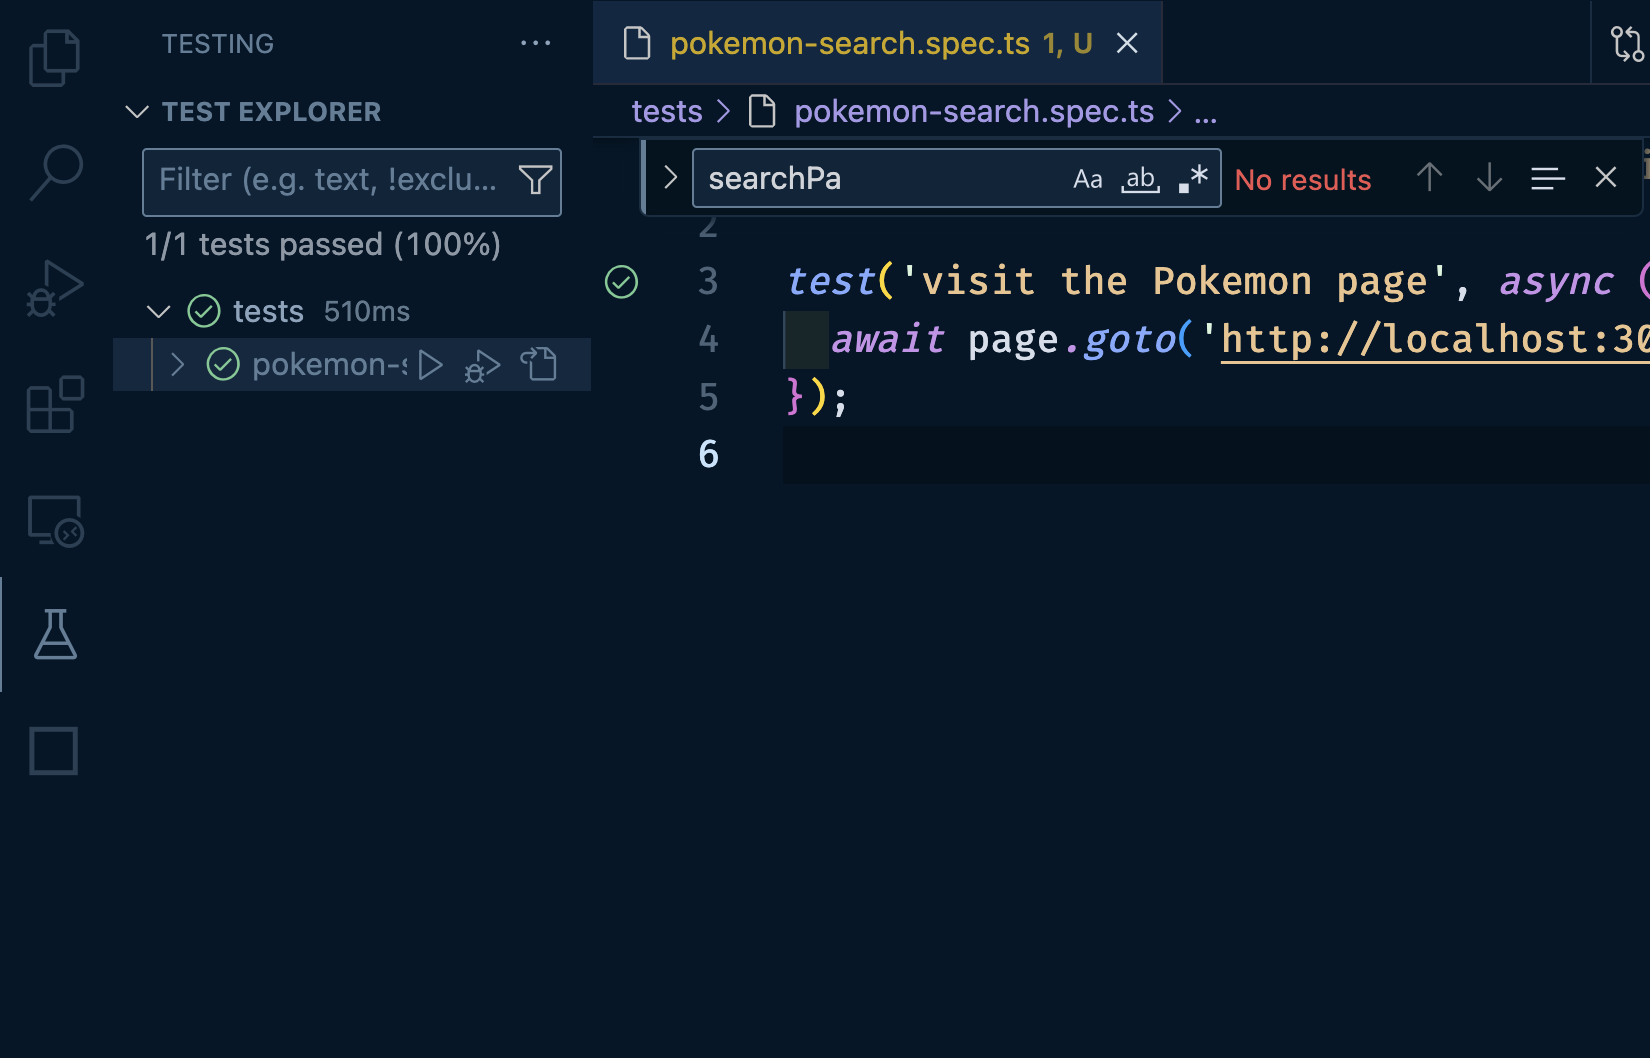 TESTING
TEST EXPLORER
Filter (e.g. text, !exclu...
1/1 tests passed (100%)
tests 510ms
pokemon-s
pokemon-search.spec.ts 1, U
tests > pokemon-search.spec.ts > ...
searchPa Aa ab .* No results
2
3 test('visit the Pokemon page', async (
4 await page.goto('http://localhost:30
5 });
6